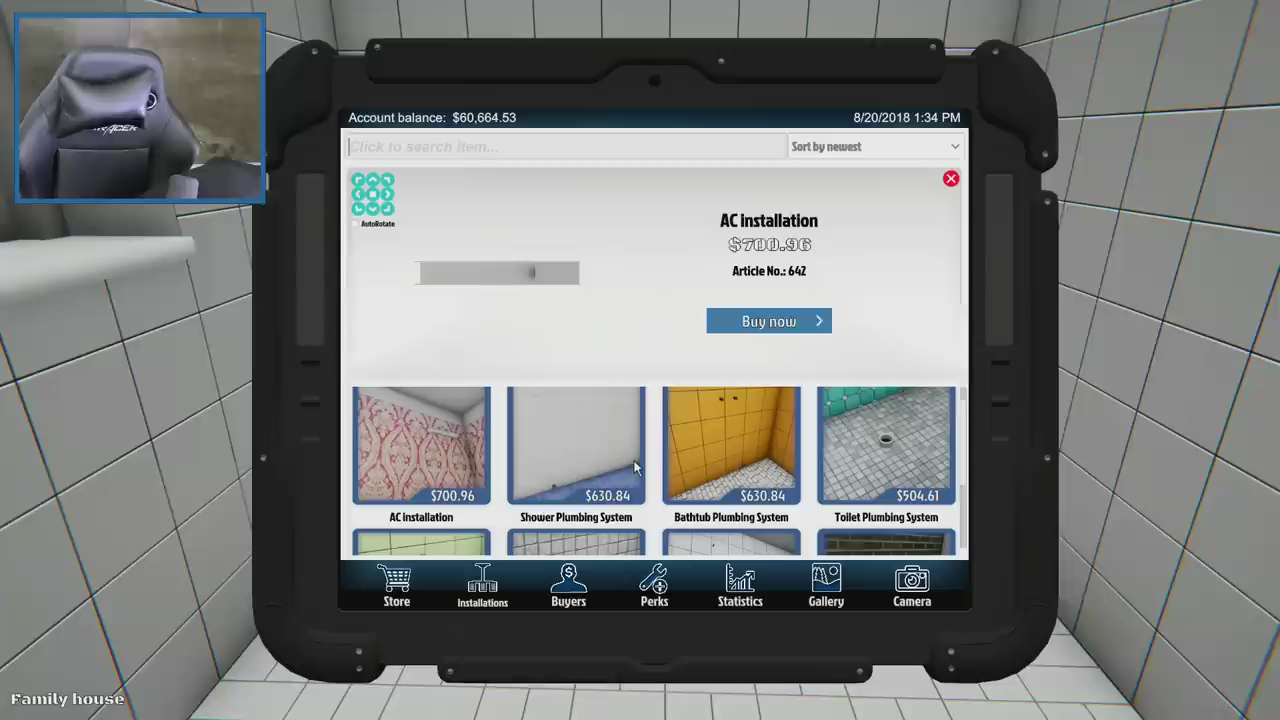 Account balance: $60,664.53
8/20/2018 1:34 PM
Click to search item...
Sort by newest
AutoRotate
AC installation
$700.96
Article No.: 642
Buy now
$700.96
$630.84
$630.84
$504.61
AC installation
Shower Plumbing System
Bathtub Plumbing System
Toilet Plumbing System
Store
Installations
Buyers
Perks
Statistics
Gallery
Camera
Family house